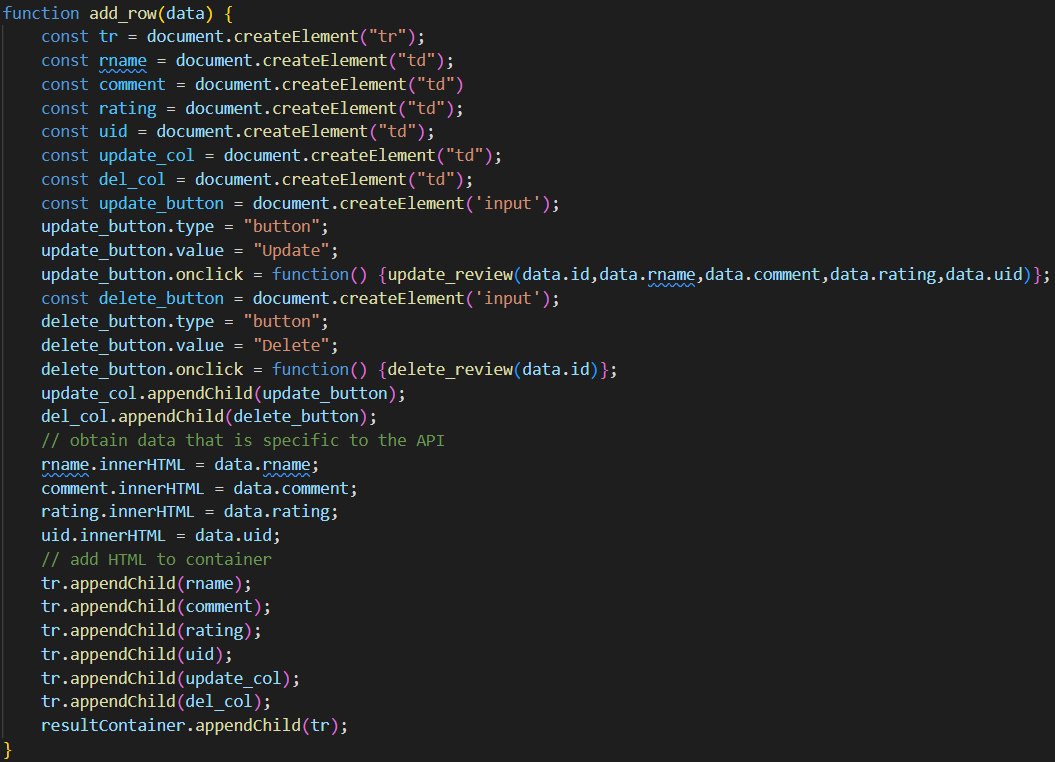 function add_row(data) {
    const tr = document.createElement("tr");
    const rname = document.createElement("td");
    const comment = document.createElement("td")
    const rating = document.createElement("td");
    const uid = document.createElement("td");
    const update_col = document.createElement("td");
    const del_col = document.createElement("td");
    const update_button = document.createElement('input');
    update_button.type = "button";
    update_button.value = "Update";
    update_button.onclick = function() {update_review(data.id,data.rname,data.comment,data.rating,data.uid)};
    const delete_button = document.createElement('input');
    delete_button.type = "button";
    delete_button.value = "Delete";
    delete_button.onclick = function() {delete_review(data.id)};
    update_col.appendChild(update_button);
    del_col.appendChild(delete_button);
    // obtain data that is specific to the API
    rname.innerHTML = data.rname;
    comment.innerHTML = data.comment;
    rating.innerHTML = data.rating;
    uid.innerHTML = data.uid;
    // add HTML to container
    tr.appendChild(rname);
    tr.appendChild(comment);
    tr.appendChild(rating);
    tr.appendChild(uid);
    tr.appendChild(update_col);
    tr.appendChild(del_col);
    resultContainer.appendChild(tr);
}